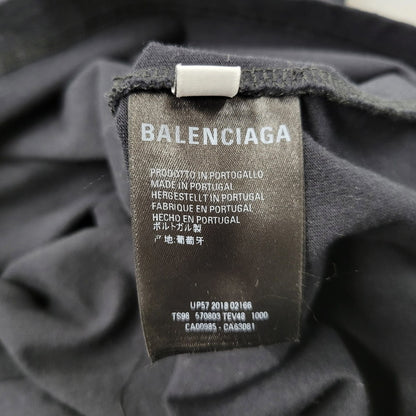 BALENCIAGA
PRODOTTO IN PORTOGALLO
MADE IN PORTUGAL
HERGESTELLT IN PORTUGAL
FABRIQUE EN PORTUGAL
HECHO EN PORTUGAL
ポルトガル製
产地:葡萄牙
UP57 2018 02166
TS98 570803 TEV48 1000
CA00985 - CA63081